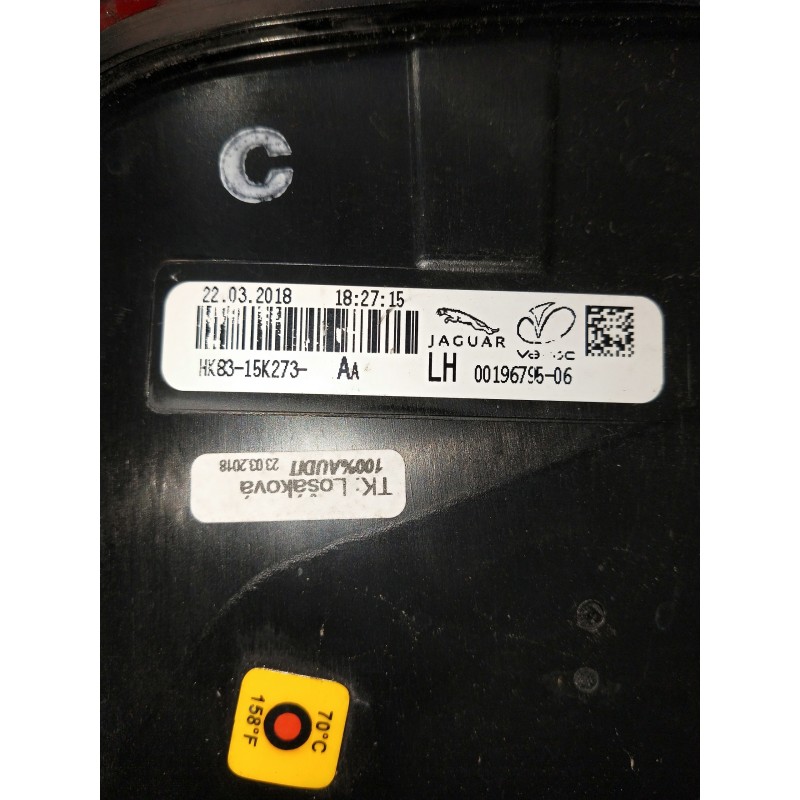 C
22.03.2018 18:27:15
JAGUAR
HK83-15K273- AA LH 00196795-06
TK: Lošáková
100%AUDIT
23.03.2018
70°C
158°F